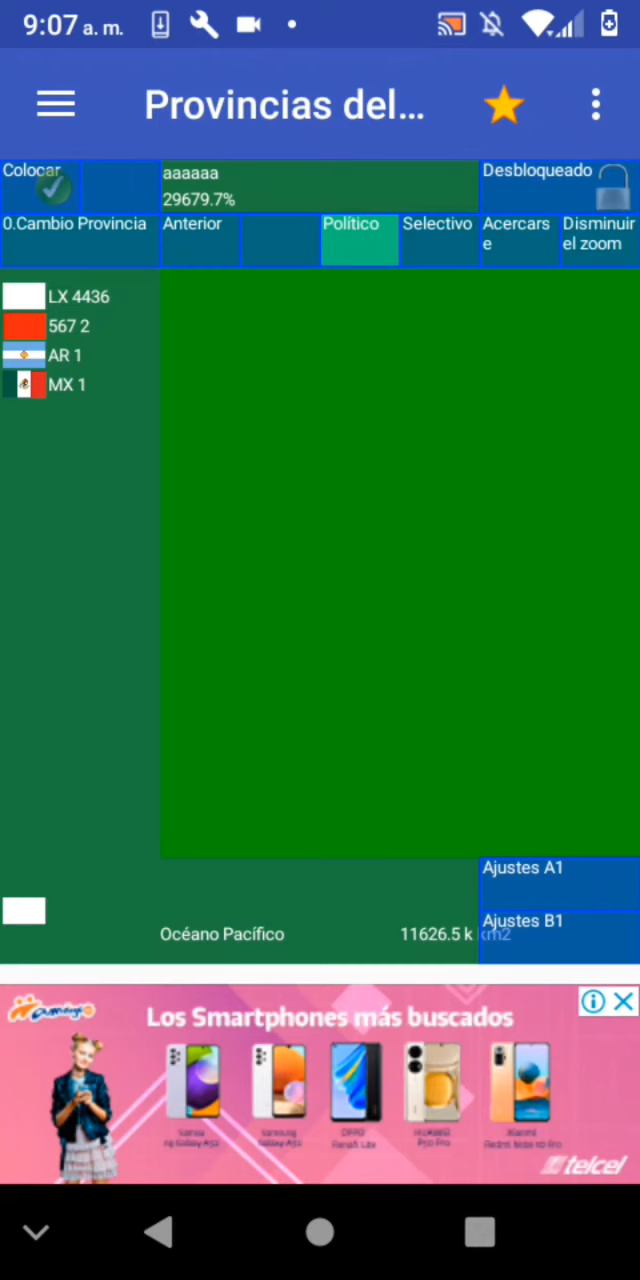 9:07 a. m.
Provincias del...
Colocar
aaaaaa
29679.7%
Desbloqueado
0.Cambio Provincia
Anterior
Político
Selectivo
Acercars
e
Disminuir
el zoom
LX 4436
567 2
AR 1
MX 1
Ajustes A1
Océano Pacífico
11626.5 k
km2
Ajustes B1
Los Smartphones más buscados
telcel